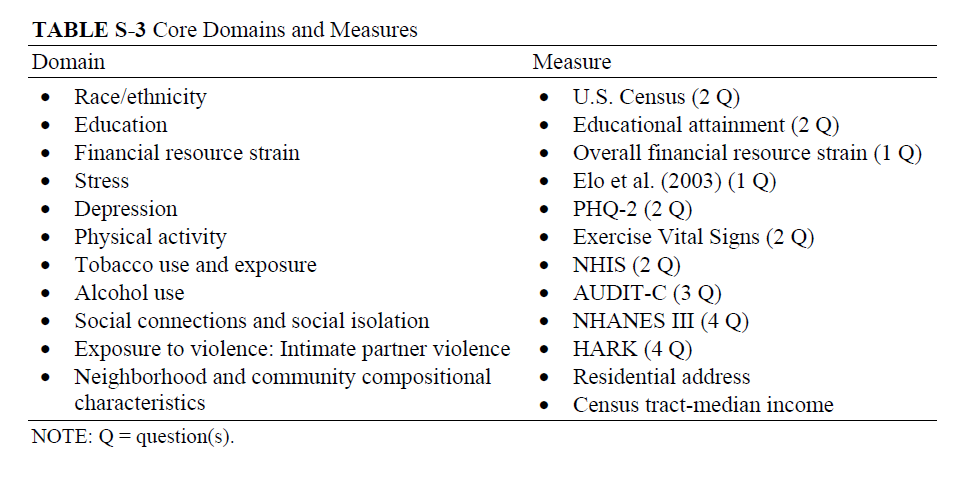 TABLE S-3 Core Domains and Measures
Domain Measure
• Race/ethnicity • U.S. Census (2 Q)
• Education • Educational attainment (2 Q)
• Financial resource strain • Overall financial resource strain (1 Q)
• Stress • Elo et al. (2003) (1 Q)
• Depression • PHQ-2 (2 Q)
• Physical activity • Exercise Vital Signs (2 Q)
• Tobacco use and exposure • NHIS (2 Q)
• Alcohol use • AUDIT-C (3 Q)
• Social connections and social isolation • NHANES III (4 Q)
• Exposure to violence: Intimate partner violence • HARK (4 Q)
• Neighborhood and community compositional • Residential address
characteristics • Census tract-median income
NOTE: Q = question(s).